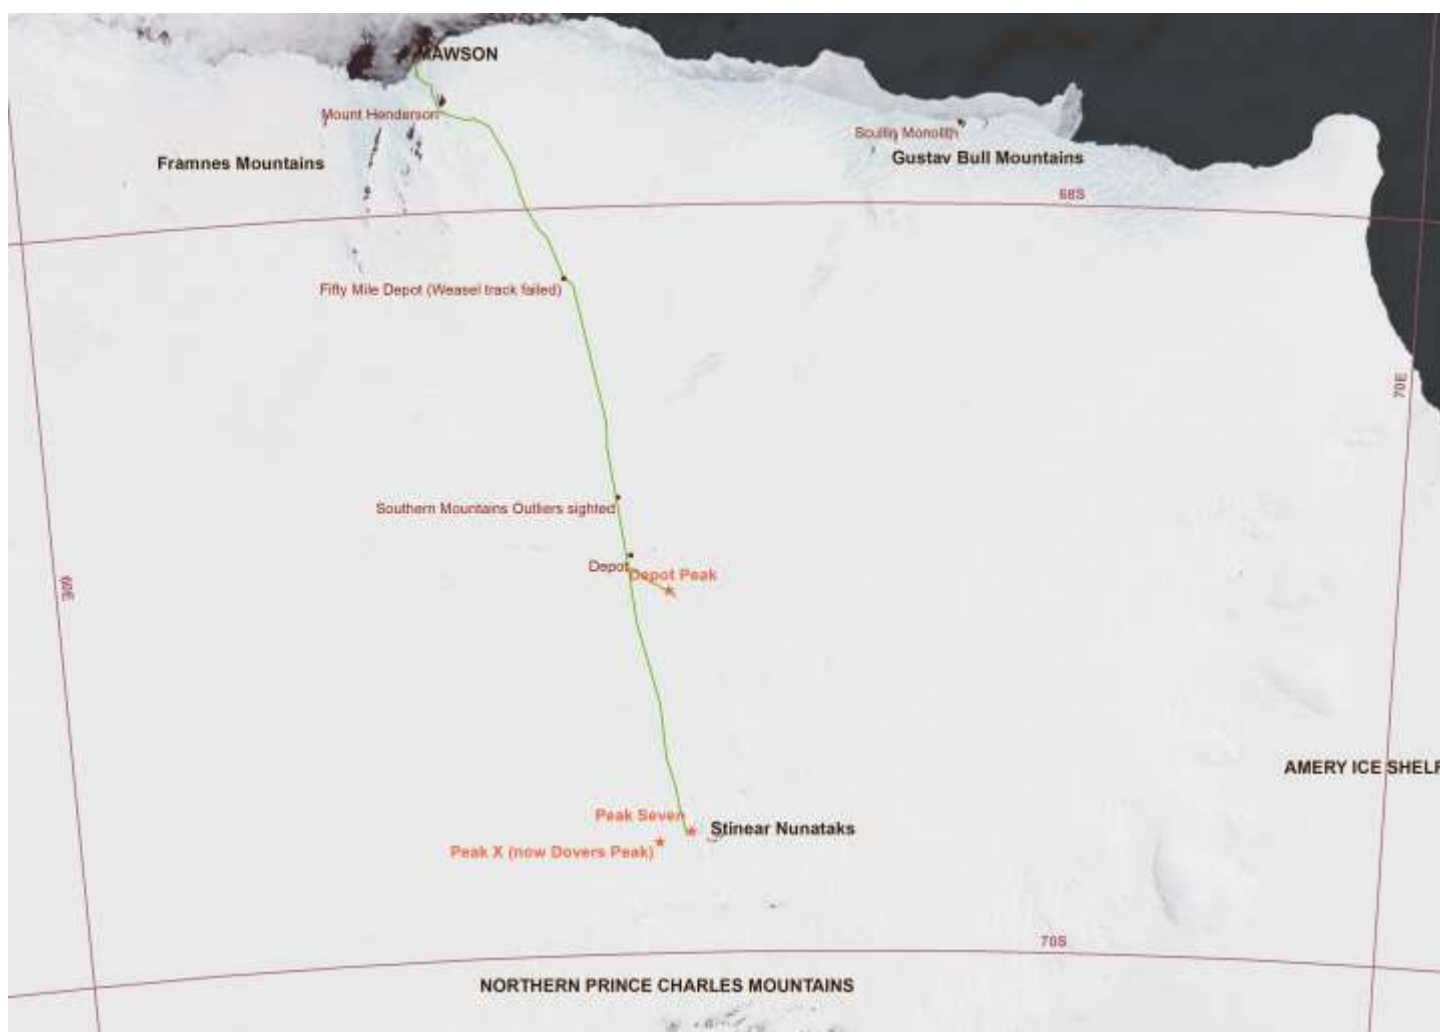 MAWSON
Mount Henderson
Scullin Monolith
Framnes Mountains
Gustav Bull Mountains
68S
Fifty Mile Depot (Weasel track failed)
70E
Southern Mountains Outliers sighted
Depot
Depot Peak
60E
AMERY ICE SHELF
Peak Seven
Stinear Nunataks
Peak X (now Dovers Peak)
70S
NORTHERN PRINCE CHARLES MOUNTAINS